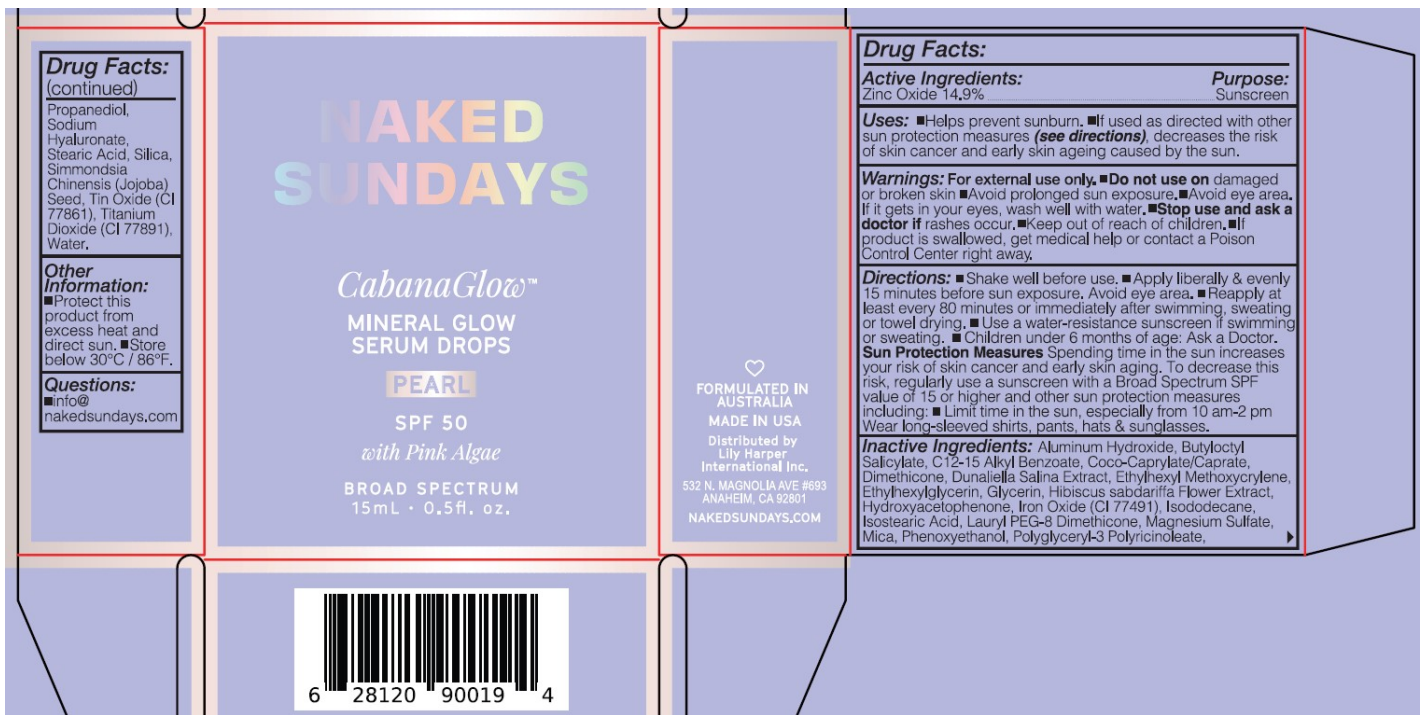 Drug Facts:
(continued)
Propanediol,
Sodium
Hyaluronate,
Stearic Acid, Silica,
Simmondsia
Chinensis (Jojoba)
Seed, Tin Oxide (CI
77861), Titanium
Dioxide (CI 77891),
Water.
Other
Information:
■Protect this
product from
excess heat and
direct sun. ■Store
below 30°C / 86°F.
Questions:
■info@
nakedsundays.com
NAKED
SUNDAYS
CabanaGlow™
MINERAL GLOW
SERUM DROPS
PEARL
SPF 50
with Pink Algae
BROAD SPECTRUM
15mL · 0.5fl. oz.
6 28120 90019 4
FORMULATED IN
AUSTRALIA
MADE IN USA
Distributed by
Lily Harper
International Inc.
532 N. MAGNOLIA AVE #693
ANAHEIM, CA 92801
NAKEDSUNDAYS.COM
Drug Facts:
Active Ingredients: Purpose:
Zinc Oxide 14.9% Sunscreen
Uses: ■Helps prevent sunburn. ■If used as directed with other
sun protection measures (see directions), decreases the risk
of skin cancer and early skin ageing caused by the sun.
Warnings: For external use only. ■Do not use on damaged
or broken skin ■Avoid prolonged sun exposure. ■Avoid eye area.
If it gets in your eyes, wash well with water. ■Stop use and ask a
doctor if rashes occur. ■Keep out of reach of children. ■If
product is swallowed, get medical help or contact a Poison
Control Center right away.
Directions: ■ Shake well before use. ■ Apply liberally & evenly
15 minutes before sun exposure. Avoid eye area. ■ Reapply at
least every 80 minutes or immediately after swimming, sweating
or towel drying. ■ Use a water-resistance sunscreen if swimming
or sweating. ■ Children under 6 months of age: Ask a Doctor.
Sun Protection Measures Spending time in the sun increases
your risk of skin cancer and early skin aging. To decrease this
risk, regularly use a sunscreen with a Broad Spectrum SPF
value of 15 or higher and other sun protection measures
including: ■ Limit time in the sun, especially from 10 am-2 pm
Wear long-sleeved shirts, pants, hats & sunglasses.
Inactive Ingredients: Aluminum Hydroxide, Butyloctyl
Salicylate, C12-15 Alkyl Benzoate, Coco-Caprylate/Caprate,
Dimethicone, Dunaliella Salina Extract, Ethylhexyl Methoxycrylene,
Ethylhexylglycerin, Glycerin, Hibiscus sabdariffa Flower Extract,
Hydroxyacetophenone, Iron Oxide (CI 77491), Isododecane,
Isostearic Acid, Lauryl PEG-8 Dimethicone, Magnesium Sulfate,
Mica, Phenoxyethanol, Polyglyceryl-3 Polyricinoleate,